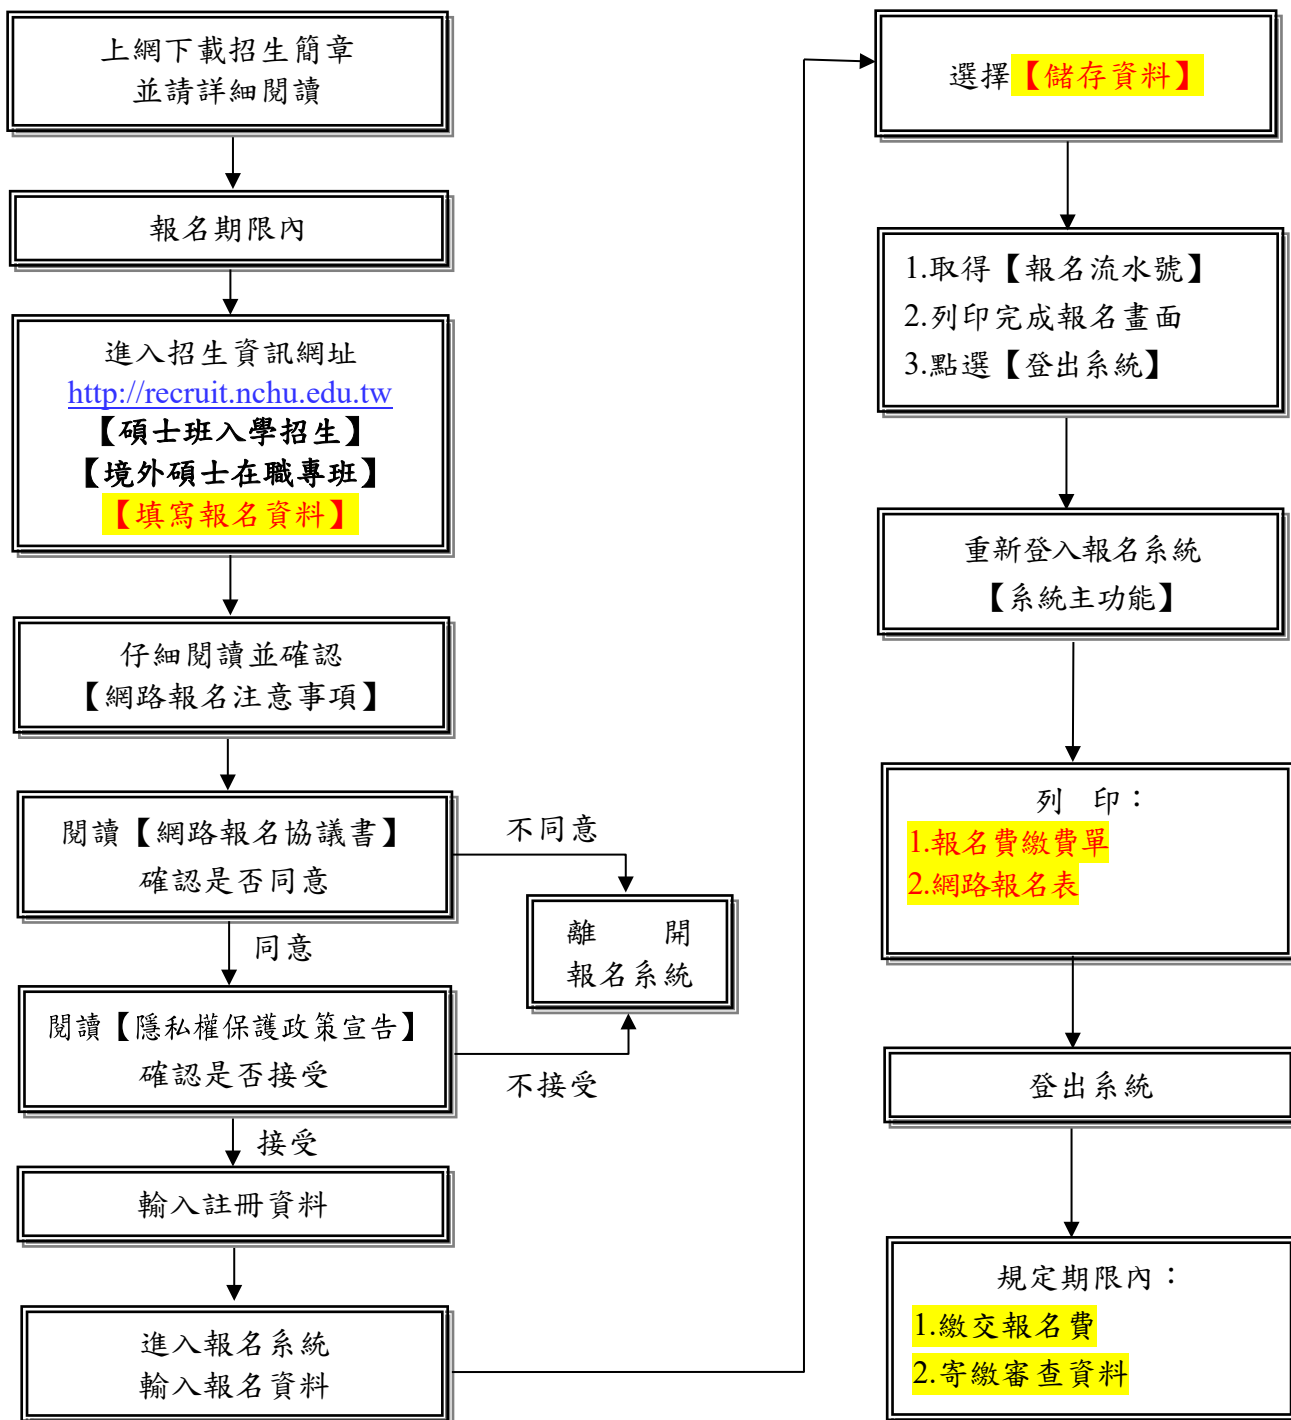 上網下載招生簡章
並請詳細閱讀
報名期限內
進入招生資訊網址
http://recruit.nchu.edu.tw
【碩士班入學招生】
【境外碩士在職專班】
【填寫報名資料】
仔細閱讀並確認
【網路報名注意事項】
閱讀【網路報名協議書】
確認是否同意
不同意
同意
離　開
報名系統
閱讀【隱私權保護政策宣告】
確認是否接受
不接受
接受
輸入註冊資料
進入報名系統
輸入報名資料
選擇【儲存資料】
1.取得【報名流水號】
2.列印完成報名畫面
3.點選【登出系統】
重新登入報名系統
【系統主功能】
列　印：
1.報名費繳費單
2.網路報名表
登出系統
規定期限內：
1.繳交報名費
2.寄繳審查資料